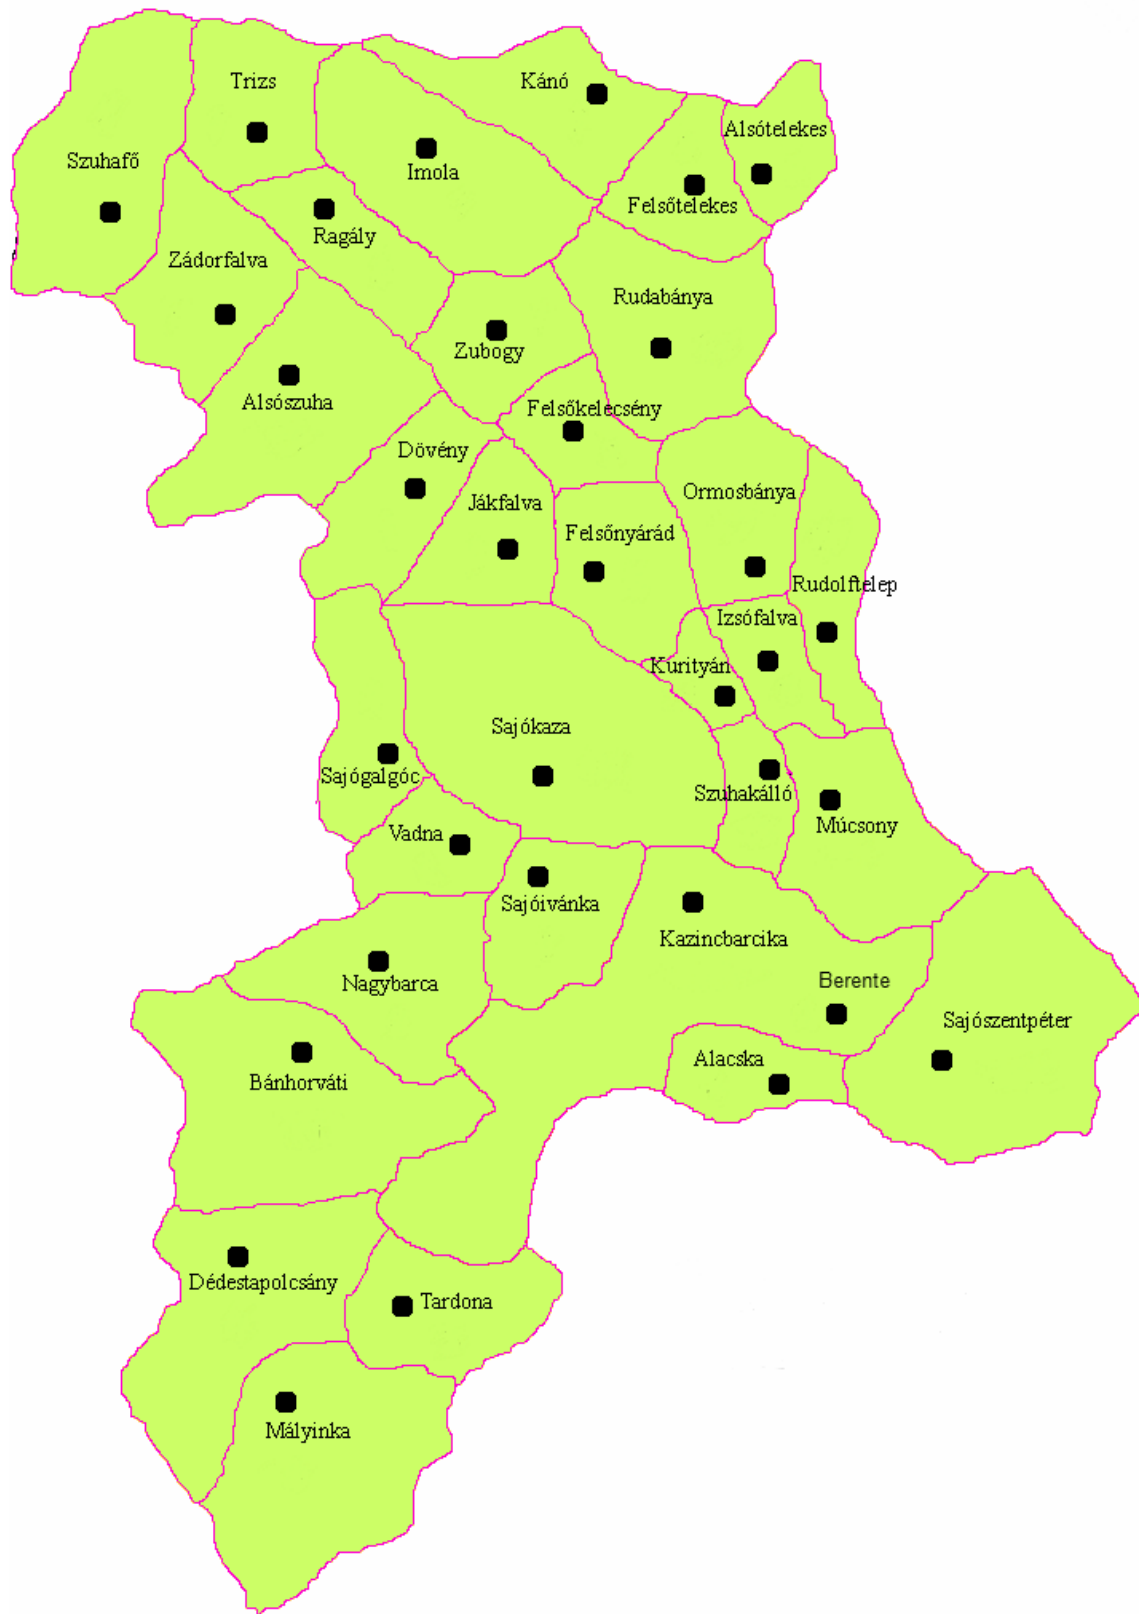 Trizs
Kánó
Alsótelekes
Szuhafő
Imola
Felsőtelekes
Ragály
Zádorfalva
Rudabánya
Zubogy
Alsószuha
Felsőkelecsény
Dövény
Jákfalva
Ormosbánya
Felsőnyárád
Rudolftelep
Izsófalva
Kurityán
Sajókaza
Sajógalgóc
Szuhakálló
Múcsony
Vadna
Sajóivánka
Kazincbarcika
Nagybarca
Berente
Sajószentpéter
Alacska
Bánhorváti
Dédestapolcsány
Tardona
Mályinka